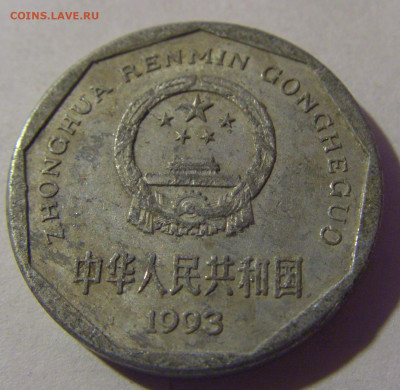 COINS.LAVE.RU
ZHONGHUA RENMIN GONGHEGUO
中华人民共和国
1993